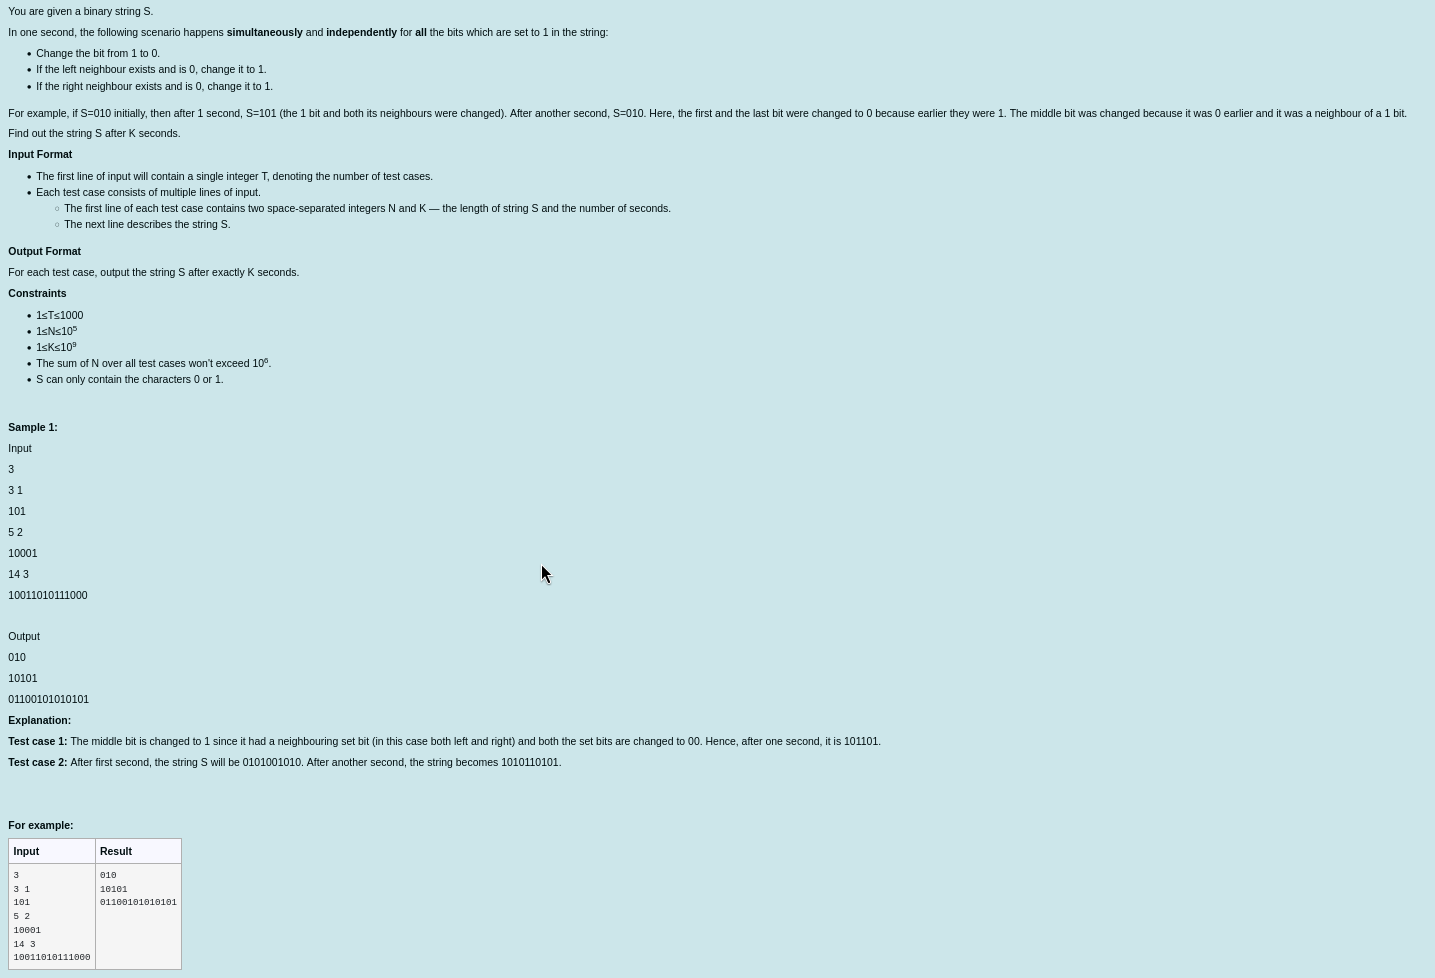 You are given a binary string S.
In one second, the following scenario happens simultaneously and independently for all the bits which are set to 1 in the string:
• Change the bit from 1 to 0.
• If the left neighbour exists and is 0, change it to 1.
• If the right neighbour exists and is 0, change it to 1.
For example, if S=010 initially, then after 1 second, S=101 (the 1 bit and both its neighbours were changed). After another second, S=010. Here, the first and the last bit were changed to 0 because earlier they were 1. The middle bit was changed because it was 0 earlier and it was a neighbour of a 1 bit.
Find out the string S after K seconds.
Input Format
• The first line of input will contain a single integer T, denoting the number of test cases.
• Each test case consists of multiple lines of input.
○ The first line of each test case contains two space-separated integers N and K — the length of string S and the number of seconds.
○ The next line describes the string S.
Output Format
For each test case, output the string S after exactly K seconds.
Constraints
• 1≤T≤1000
• 1≤N≤10⁵
• 1≤K≤10⁹
• The sum of N over all test cases won't exceed 10⁶.
• S can only contain the characters 0 or 1.
Sample 1:
Input
3
3 1
101
5 2
10001
14 3
10011010111000
Output
010
10101
01100101010101
Explanation:
Test case 1: The middle bit is changed to 1 since it had a neighbouring set bit (in this case both left and right) and both the set bits are changed to 00. Hence, after one second, it is 101101.
Test case 2: After first second, the string S will be 0101001010. After another second, the string becomes 1010110101.
For example:
Input Result
3 010
3 1 10101
101 01100101010101
5 2
10001
14 3
10011010111000